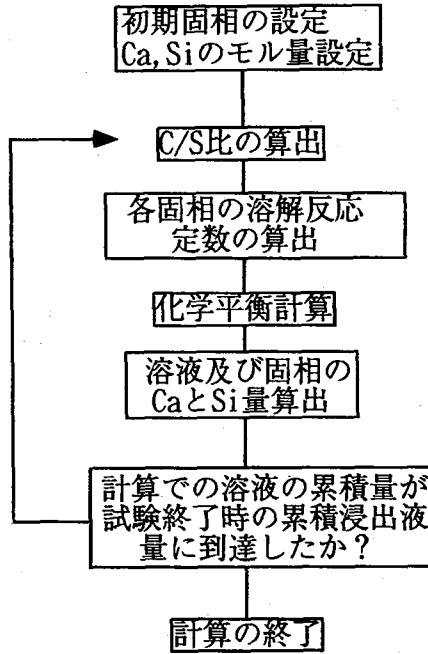 初期固相の設定
Ca,Siのモル量設定
C/S比の算出
各固相の溶解反応
定数の算出
化学平衡計算
溶液及び固相の
CaとSi量算出
計算での溶液の累積量が
試験終了時の累積浸出液
量に到達したか？
計算の終了